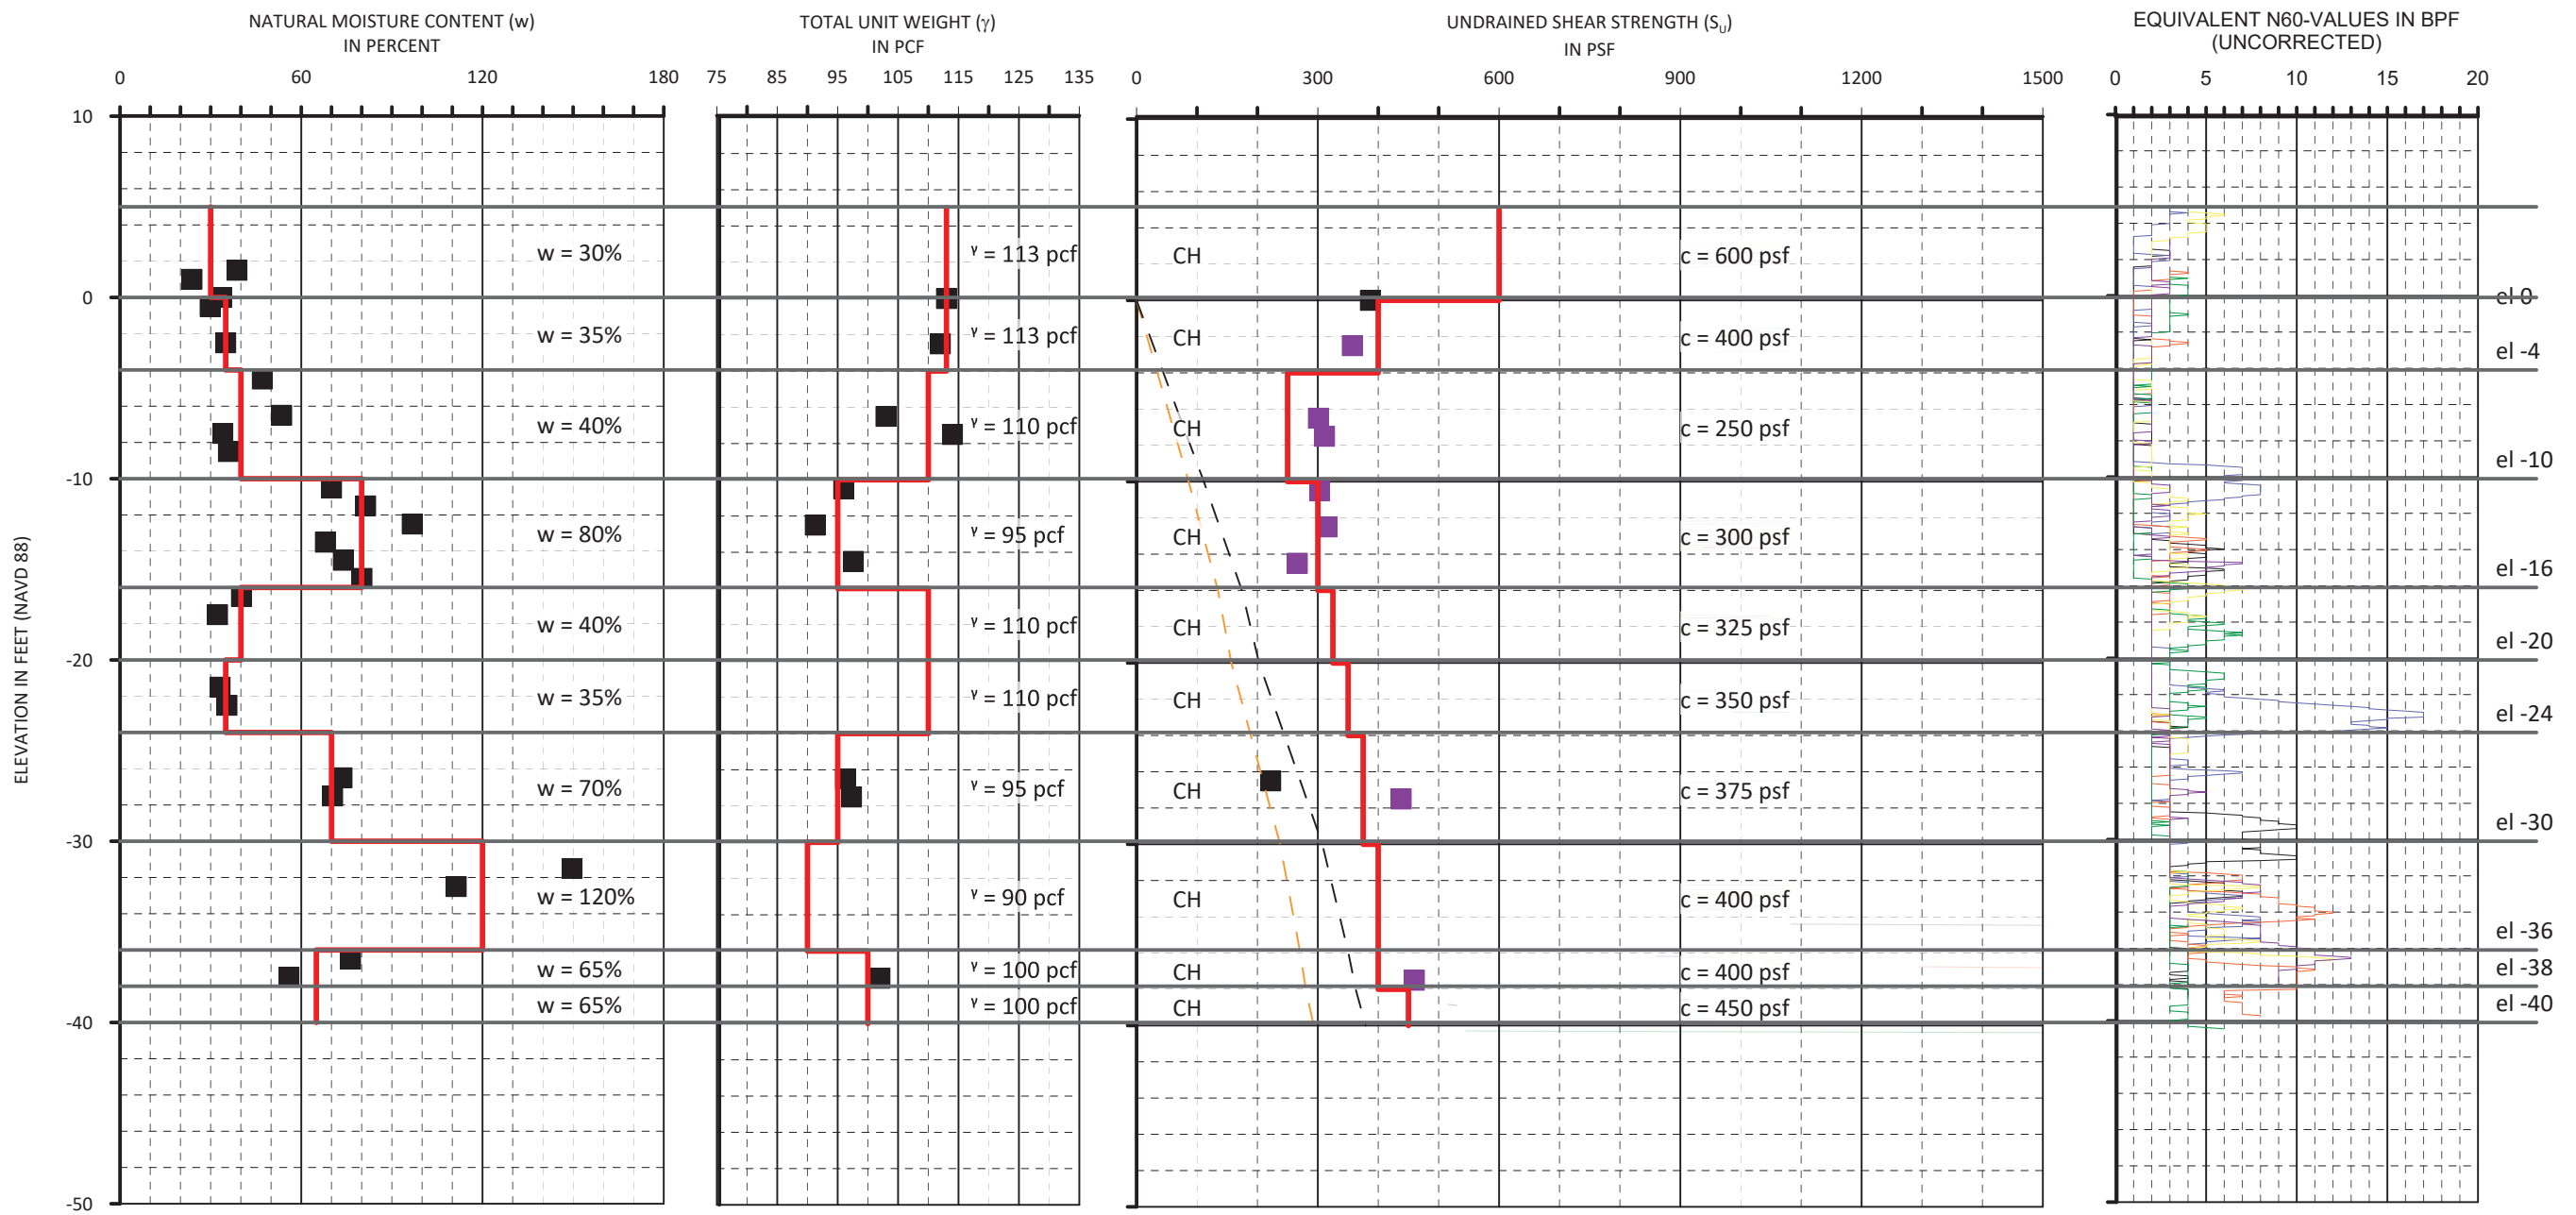 NATURAL MOISTURE CONTENT (w)
IN PERCENT
TOTAL UNIT WEIGHT (γ)
IN PCF
UNDRAINED SHEAR STRENGTH (SU)
IN PSF
EQUIVALENT N60-VALUES IN BPF
(UNCORRECTED)
0 60 120 180
75 85 95 105 115 125 135
0 300 600 900 1200 1500
0 5 10 15 20
ELEVATION IN FEET (NAVD 88)
10
0
-10
-20
-30
-40
-50
w = 30%
w = 35%
w = 40%
w = 80%
w = 40%
w = 35%
w = 70%
w = 120%
w = 65%
w = 65%
γ = 113 pcf
γ = 113 pcf
γ = 110 pcf
γ = 95 pcf
γ = 110 pcf
γ = 110 pcf
γ = 95 pcf
γ = 90 pcf
γ = 100 pcf
γ = 100 pcf
CH c = 600 psf
CH c = 400 psf
CH c = 250 psf
CH c = 300 psf
CH c = 325 psf
CH c = 350 psf
CH c = 375 psf
CH c = 400 psf
CH c = 400 psf
CH c = 450 psf
el 0
el -4
el -10
el -16
el -20
el -24
el -30
el -36
el -38
el -40